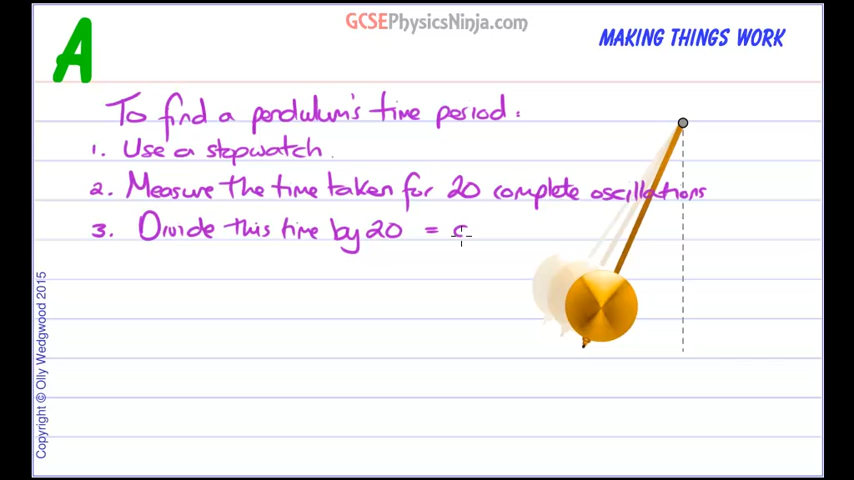 GCSEPhysicsNinja.com
MAKING THINGS WORK
A
To find a pendulum's time period:
1. Use a stopwatch.
2. Measure the time taken for 20 complete oscillations
3. Divide this time by 20 =
Copyright © Olly Wedgwood 2015